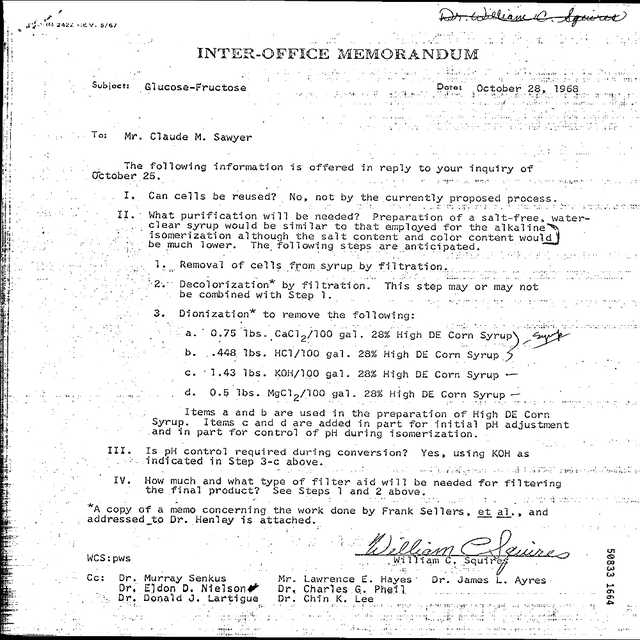 2422 REV. 5/67
Dr. William C. Squires
INTER-OFFICE MEMORANDUM
Subject: Glucose-Fructose Date: October 28, 1968
To: Mr. Claude M. Sawyer
The following information is offered in reply to your inquiry of
October 25.
I. Can cells be reused? No, not by the currently proposed process.
II. What purification will be needed? Preparation of a salt-free, water-
clear syrup would be similar to that employed for the alkaline
isomerization although the salt content and color content would
be much lower. The following steps are anticipated.
1. Removal of cells from syrup by filtration.
2. Decolorization* by filtration. This step may or may not
be combined with Step 1.
3. Dionization* to remove the following:
a. 0.75 lbs. CaCl2/100 gal. 28% High DE Corn Syrup) syrup
b. .448 lbs. HCl/100 gal. 28% High DE Corn Syrup
c. 1.43 lbs. KOH/100 gal. 28% High DE Corn Syrup —
d. 0.5 lbs. MgCl2/100 gal. 28% High DE Corn Syrup —
Items a and b are used in the preparation of High DE Corn
Syrup. Items c and d are added in part for initial pH adjustment
and in part for control of pH during isomerization.
III. Is pH control required during conversion? Yes, using KOH as
indicated in Step 3-c above.
IV. How much and what type of filter aid will be needed for filtering
the final product? See Steps 1 and 2 above.
*A copy of a memo concerning the work done by Frank Sellers, et al., and
addressed to Dr. Henley is attached.
William C Squires
William C. Squires
WCS:pws
Cc: Dr. Murray Senkus Mr. Lawrence E. Hayes Dr. James L. Ayres
Dr. Eldon D. Nielson Dr. Charles G. Pheil
Dr. Donald J. Lartigue Dr. Chin K. Lee
50833 1664